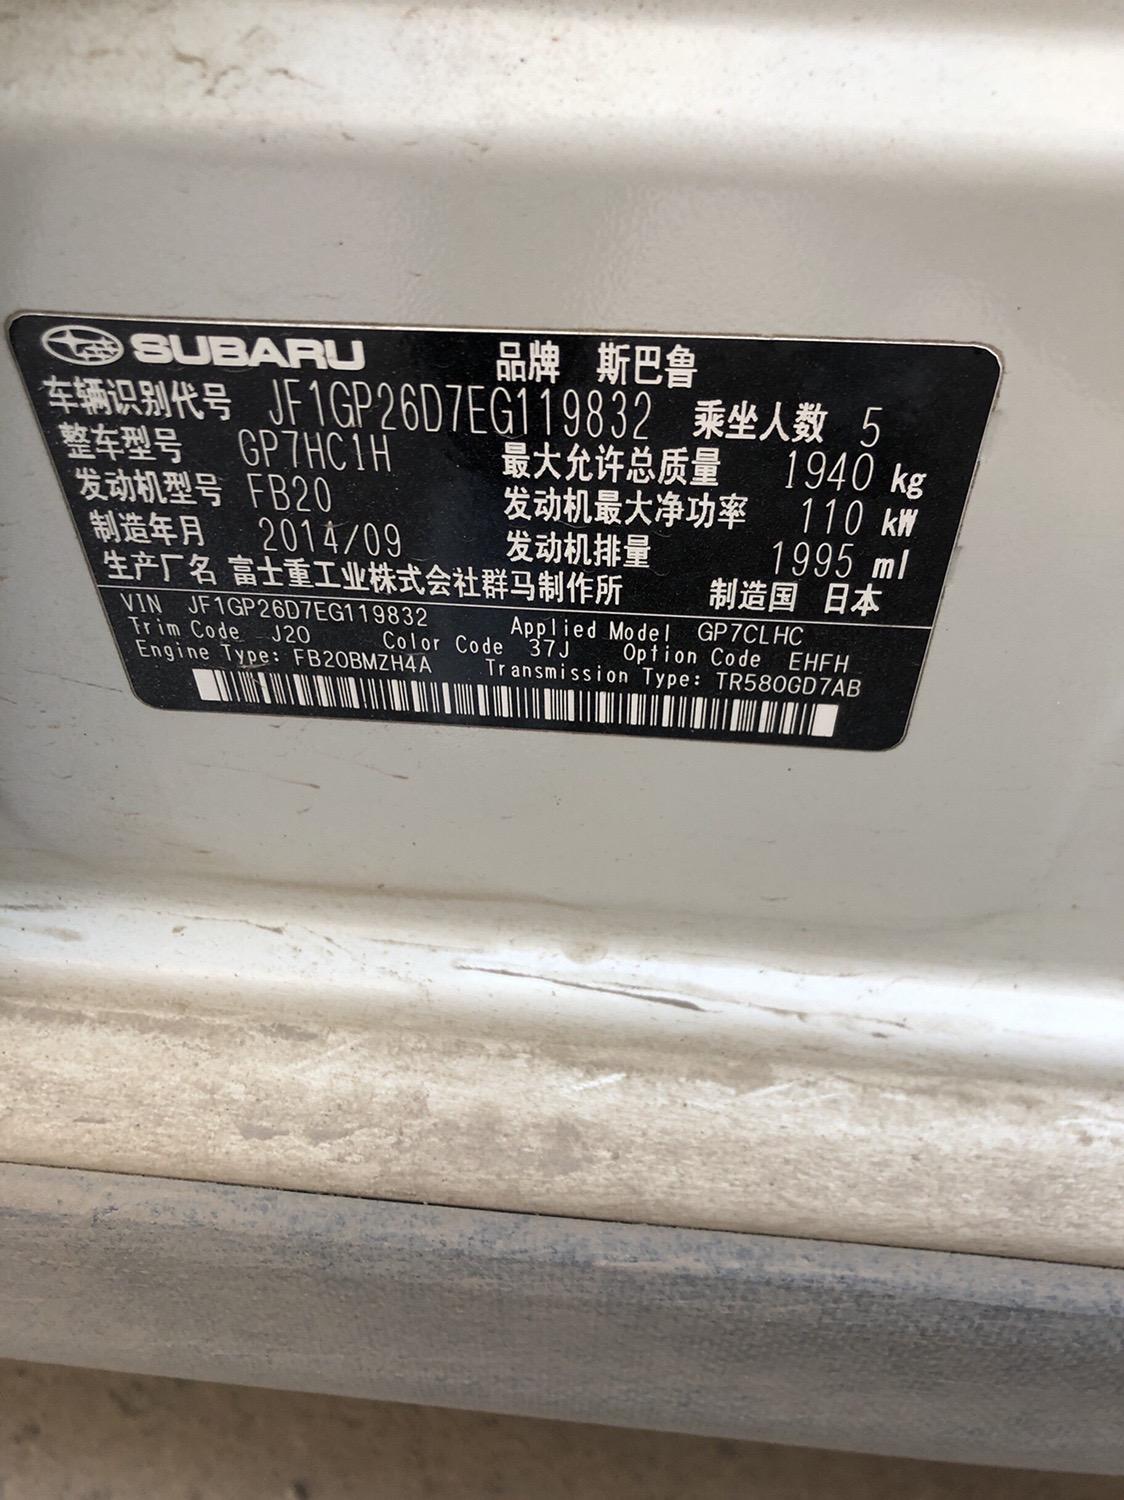 SUBARU 品牌 斯巴鲁
车辆识别代号 JF1GP26D7EG119832 乘坐人数 5
整车型号 GP7HC1H 最大允许总质量 1940 kg
发动机型号 FB20 发动机最大净功率 110 kW
制造年月 2014/09 发动机排量 1995 ml
生产厂名 富士重工业株式会社群马制作所 制造国 日本
VIN JF1GP26D7EG119832 Applied Model GP7CLHC
Trim Code J20 Color Code 37J Option Code EHFH
Engine Type: FB20BMZH4A Transmission Type: TR580GD7AB